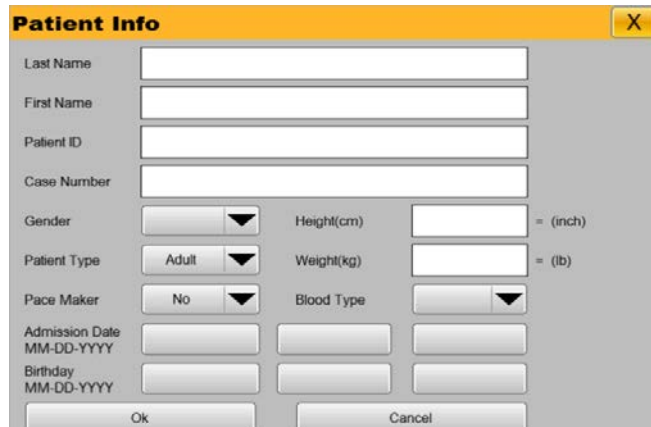 Patient Info X
Last Name
First Name
Patient ID
Case Number
Gender Height(cm) = (inch)
Patient Type Adult Weight(kg) = (lb)
Pace Maker No Blood Type
Admission Date
MM-DD-YYYY
Birthday
MM-DD-YYYY
Ok Cancel